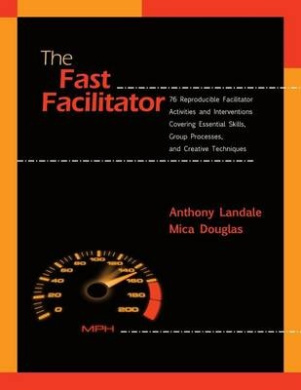 The
Fast
Facilitator
76 Reproducible Facilitator
Activities and Interventions
Covering Essential Skills,
Group Processes,
and Creative Techniques
Anthony Landale
Mica Douglas
0
20
40
60
80
100
120
140
160
180
200
MPH